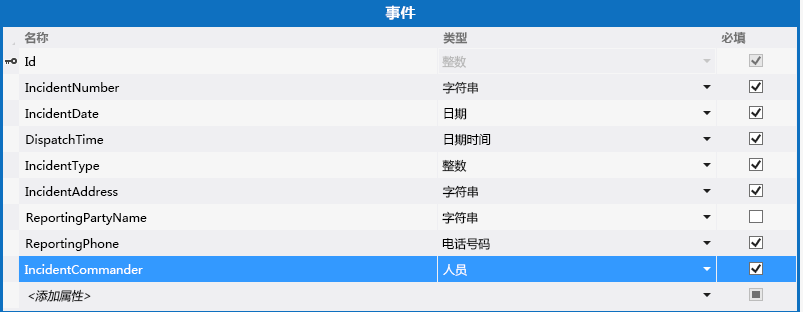 事件
名称 类型 必填
Id 整数
IncidentNumber 字符串
IncidentDate 日期
DispatchTime 日期时间
IncidentType 整数
IncidentAddress 字符串
ReportingPartyName 字符串
ReportingPhone 电话号码
IncidentCommander 人员
<添加属性>